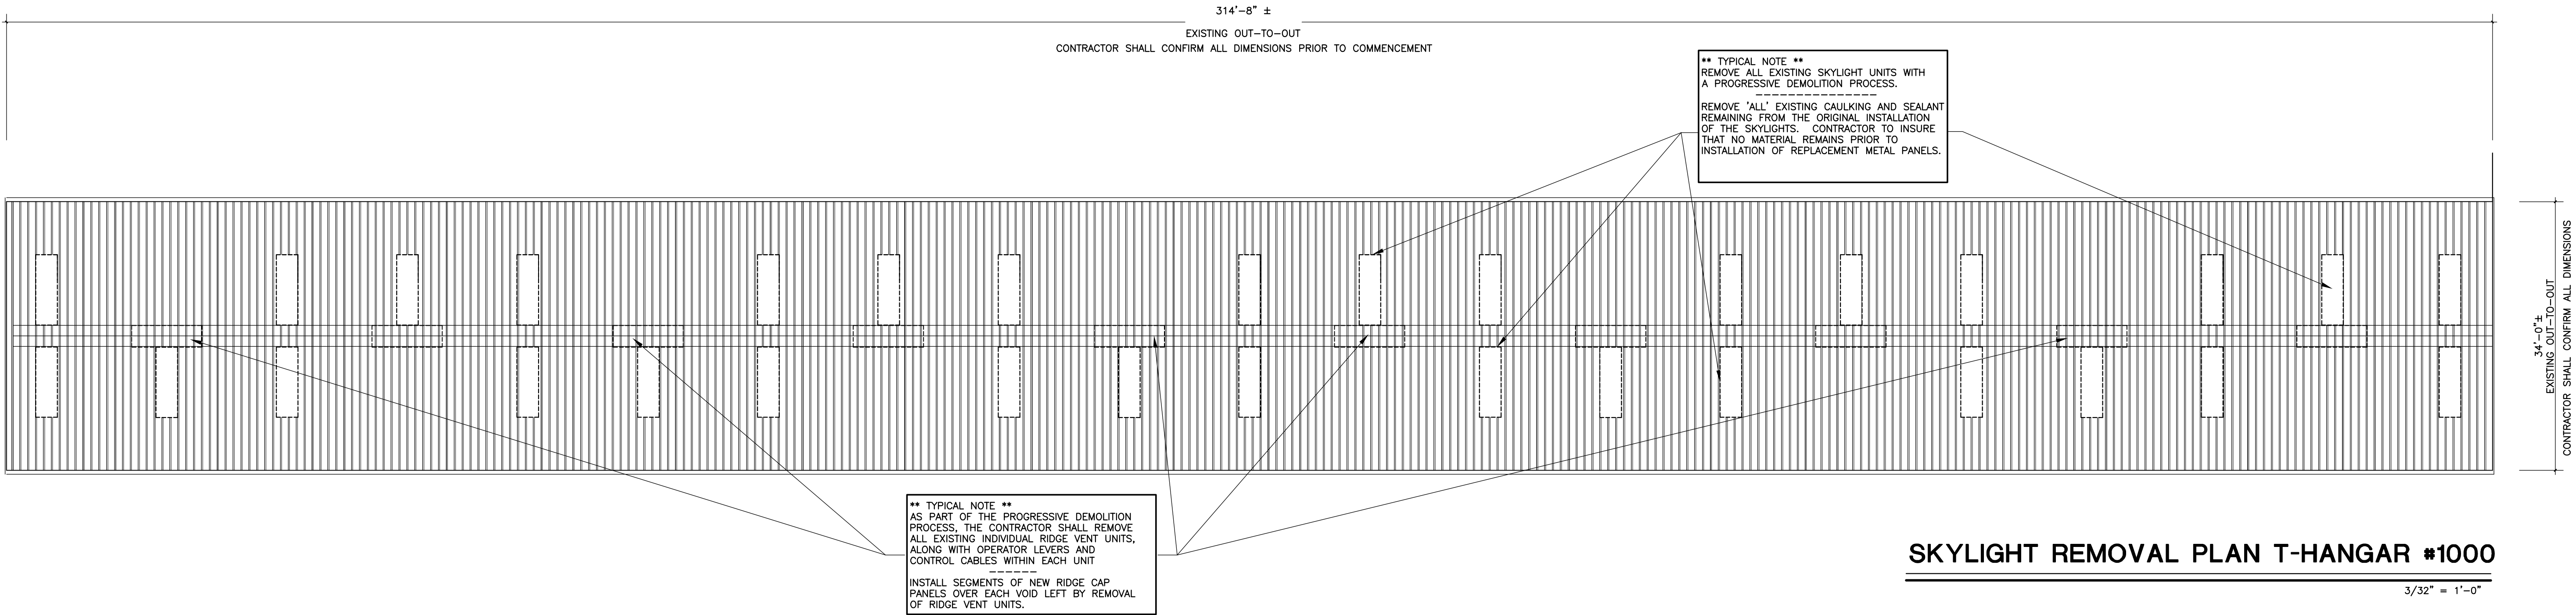 314'-8" ±
EXISTING OUT-TO-OUT
CONTRACTOR SHALL CONFIRM ALL DIMENSIONS PRIOR TO COMMENCEMENT
** TYPICAL NOTE **
REMOVE ALL EXISTING SKYLIGHT UNITS WITH
A PROGRESSIVE DEMOLITION PROCESS.
REMOVE 'ALL' EXISTING CAULKING AND SEALANT
REMAINING FROM THE ORIGINAL INSTALLATION
OF THE SKYLIGHTS. CONTRACTOR TO INSURE
THAT NO MATERIAL REMAINS PRIOR TO
INSTALLATION OF REPLACEMENT METAL PANELS.
34'-0"±
EXISTING OUT-TO-OUT
CONTRACTOR SHALL CONFIRM ALL DIMENSIONS
** TYPICAL NOTE **
AS PART OF THE PROGRESSIVE DEMOLITION
PROCESS, THE CONTRACTOR SHALL REMOVE
ALL EXISTING INDIVIDUAL RIDGE VENT UNITS,
ALONG WITH OPERATOR LEVERS AND
CONTROL CABLES WITHIN EACH UNIT
INSTALL SEGMENTS OF NEW RIDGE CAP
PANELS OVER EACH VOID LEFT BY REMOVAL
OF RIDGE VENT UNITS.
SKYLIGHT REMOVAL PLAN T-HANGAR #1000
3/32" = 1'-0"